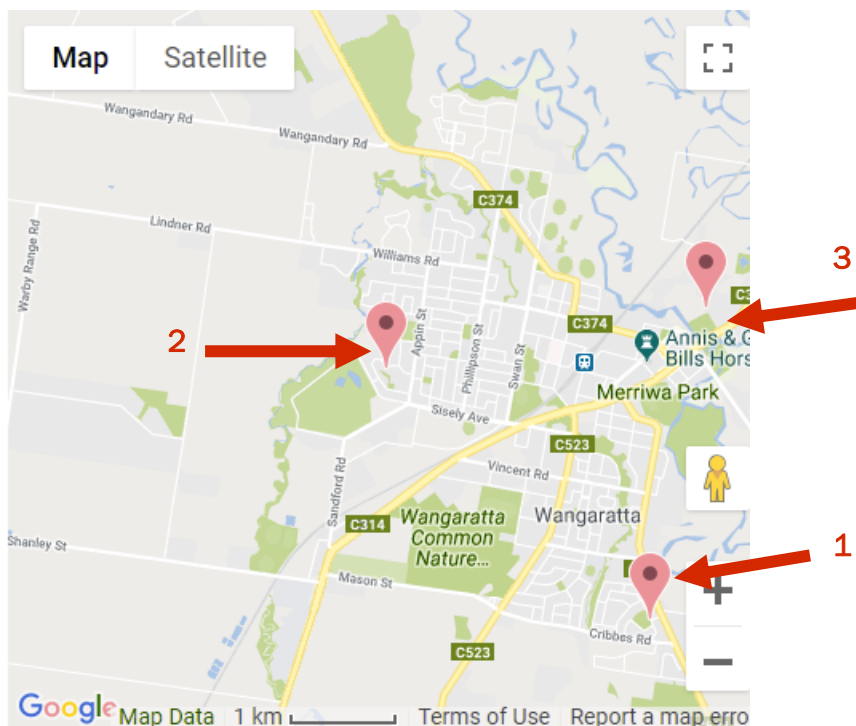 Map Satellite
Wangandary Rd
Wangandary Rd
C374
Lindner Rd
Warby Range Rd
Williams Rd
3
C374
2
Appin St
Phillipson St
Swan St
Annis &
Bills Hors
Merriwa Park
Sisely Ave
C523
Vincent Rd
Sandford Rd
C314
Wangaratta
Common
Nature...
Wangaratta
Shanley St
1
Mason St
Cribbes Rd
C523
+
−
Google Map Data 1 km Terms of Use Report a map erro